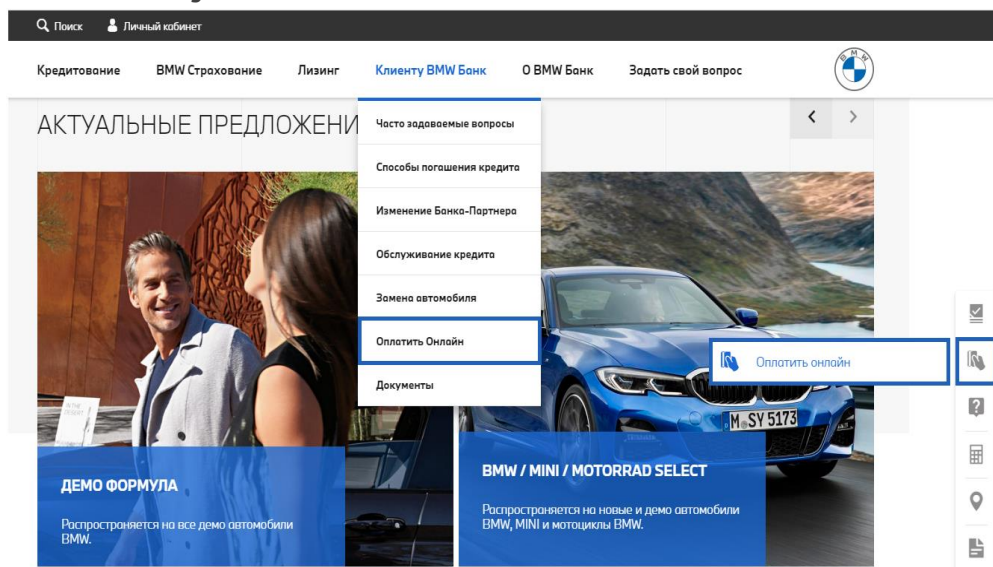 Поиск
Личный кабинет
Кредитование
BMW Страхование
Лизинг
Клиенту BMW Банк
О BMW Банк
Задать свой вопрос
BMW
АКТУАЛЬНЫЕ ПРЕДЛОЖЕНИ
Часто задаваемые вопросы
Способы погашения кредита
Изменение Банка-Партнера
Обслуживание кредита
Замена автомобиля
Оплатить Онлайн
Документы
Оплатить онлайн
M SY 5173
ДЕМО ФОРМУЛА
Распространяется на все демо автомобили
BMW.
BMW / MINI / MOTORRAD SELECT
Распространяется на новые и демо автомобили
BMW, MINI и мотоциклы BMW.